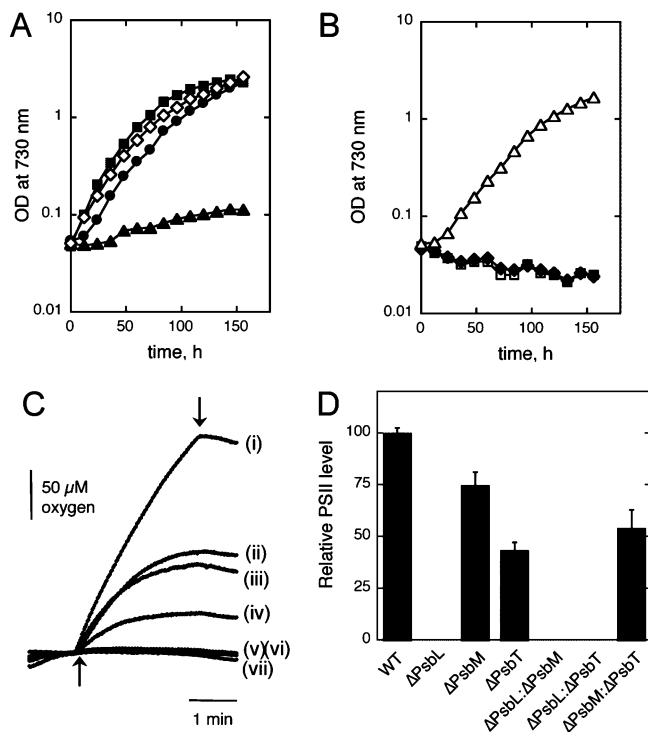 A
B
10
1
0.1
0.01
OD at 730 nm
0 50 100 150
time, h
10
1
0.1
0.01
OD at 730 nm
0 50 100 150
time, h
C
50 µM
oxygen
(i)
(ii)
(iii)
(iv)
(v)(vi)
(vii)
1 min
D
Relative PSII level
100
75
50
25
0
WT
ΔPsbL
ΔPsbM
ΔPsbT
ΔPsbL:ΔPsbM
ΔPsbL:ΔPsbT
ΔPsbM:ΔPsbT